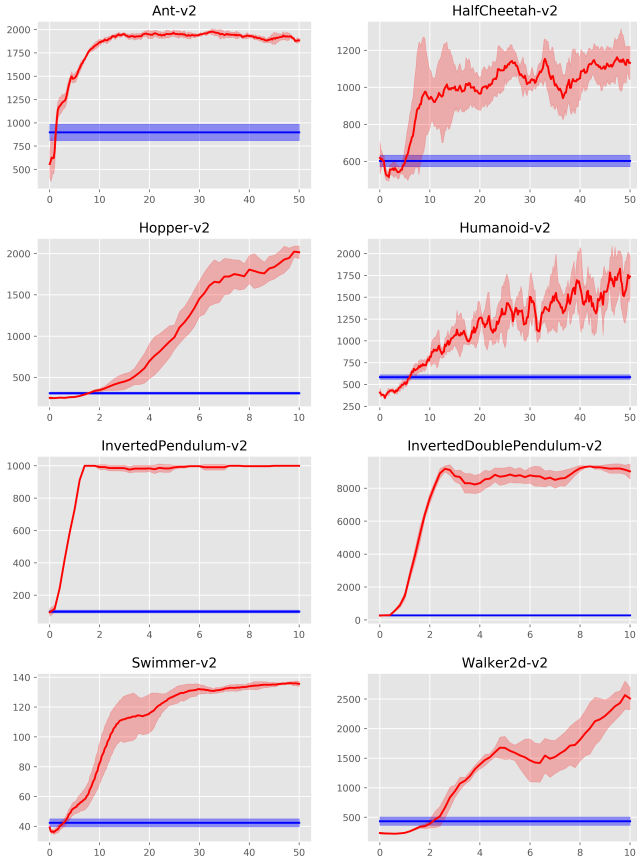 Ant-v2
2000
1750
1500
1250
1000
750
500
0 10 20 30 40 50
HalfCheetah-v2
1200
1000
800
600
0 10 20 30 40 50
Hopper-v2
2000
1500
1000
500
0 2 4 6 8 10
Humanoid-v2
2000
1750
1500
1250
1000
750
500
250
0 10 20 30 40 50
InvertedPendulum-v2
1000
800
600
400
200
0 2 4 6 8 10
InvertedDoublePendulum-v2
8000
6000
4000
2000
0
0 2 4 6 8 10
Swimmer-v2
140
120
100
80
60
40
0 10 20 30 40 50
Walker2d-v2
2500
2000
1500
1000
500
0 2 4 6 8 10